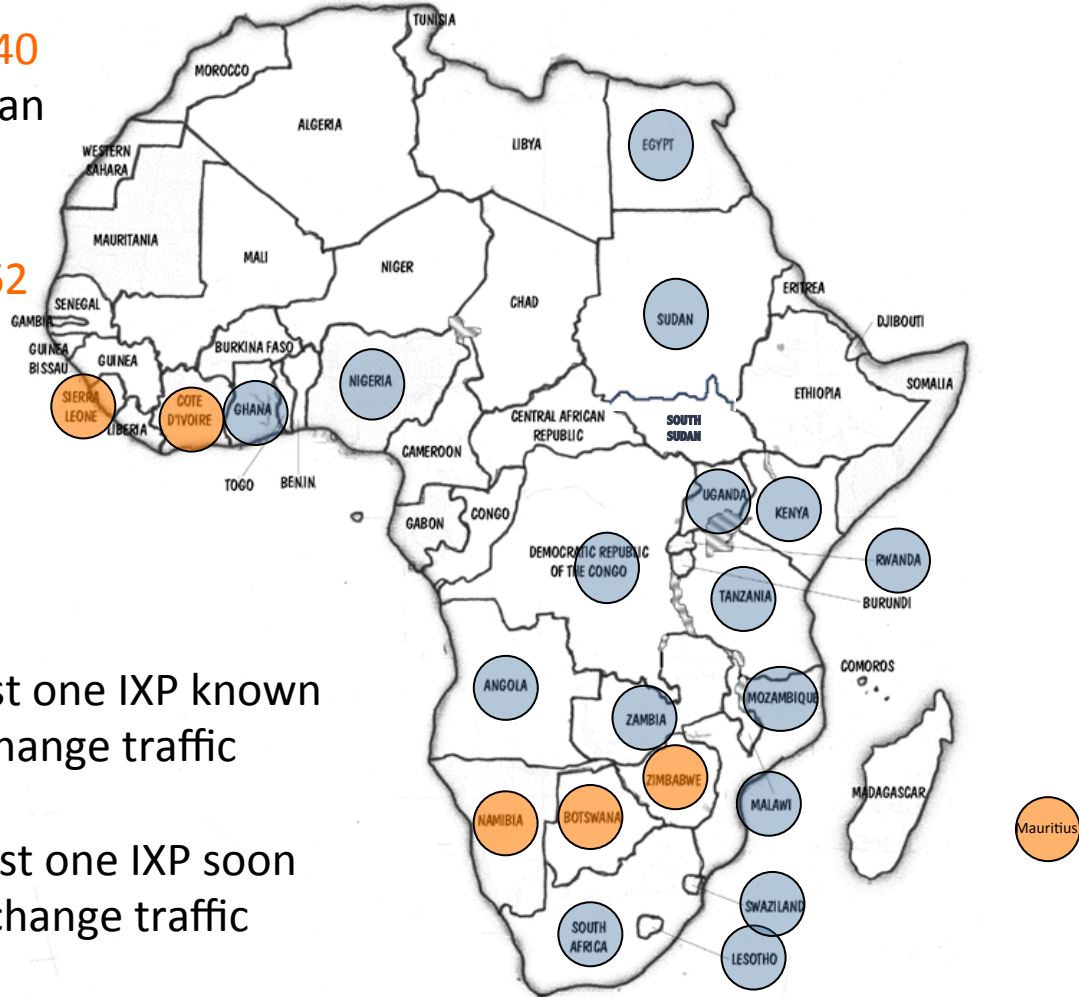 40
an
52
TUNISIA
MOROCCO
ALGERIA
LIBYA
EGYPT
WESTERN
SAHARA
MAURITANIA
MALI
NIGER
CHAD
SUDAN
ERITREA
DJIBOUTI
SENEGAL
GAMBIA
GUINEA
BISSAU
GUINEA
BURKINA FASO
NIGERIA
SIERRA
LEONE
LIBERIA
COTE
D'IVOIRE
GHANA
TOGO
BENIN
CAMEROON
CENTRAL AFRICAN
REPUBLIC
SOUTH
SUDAN
ETHIOPIA
SOMALIA
GABON
CONGO
DEMOCRATIC REPUBLIC
OF THE CONGO
UGANDA
KENYA
RWANDA
BURUNDI
TANZANIA
COMOROS
ANGOLA
ZAMBIA
MOZAMBIQUE
MALAWI
ZIMBABWE
MADAGASCAR
Mauritius
NAMIBIA
BOTSWANA
SWAZILAND
LESOTHO
SOUTH
AFRICA
st one IXP known
change traffic
st one IXP soon
change traffic